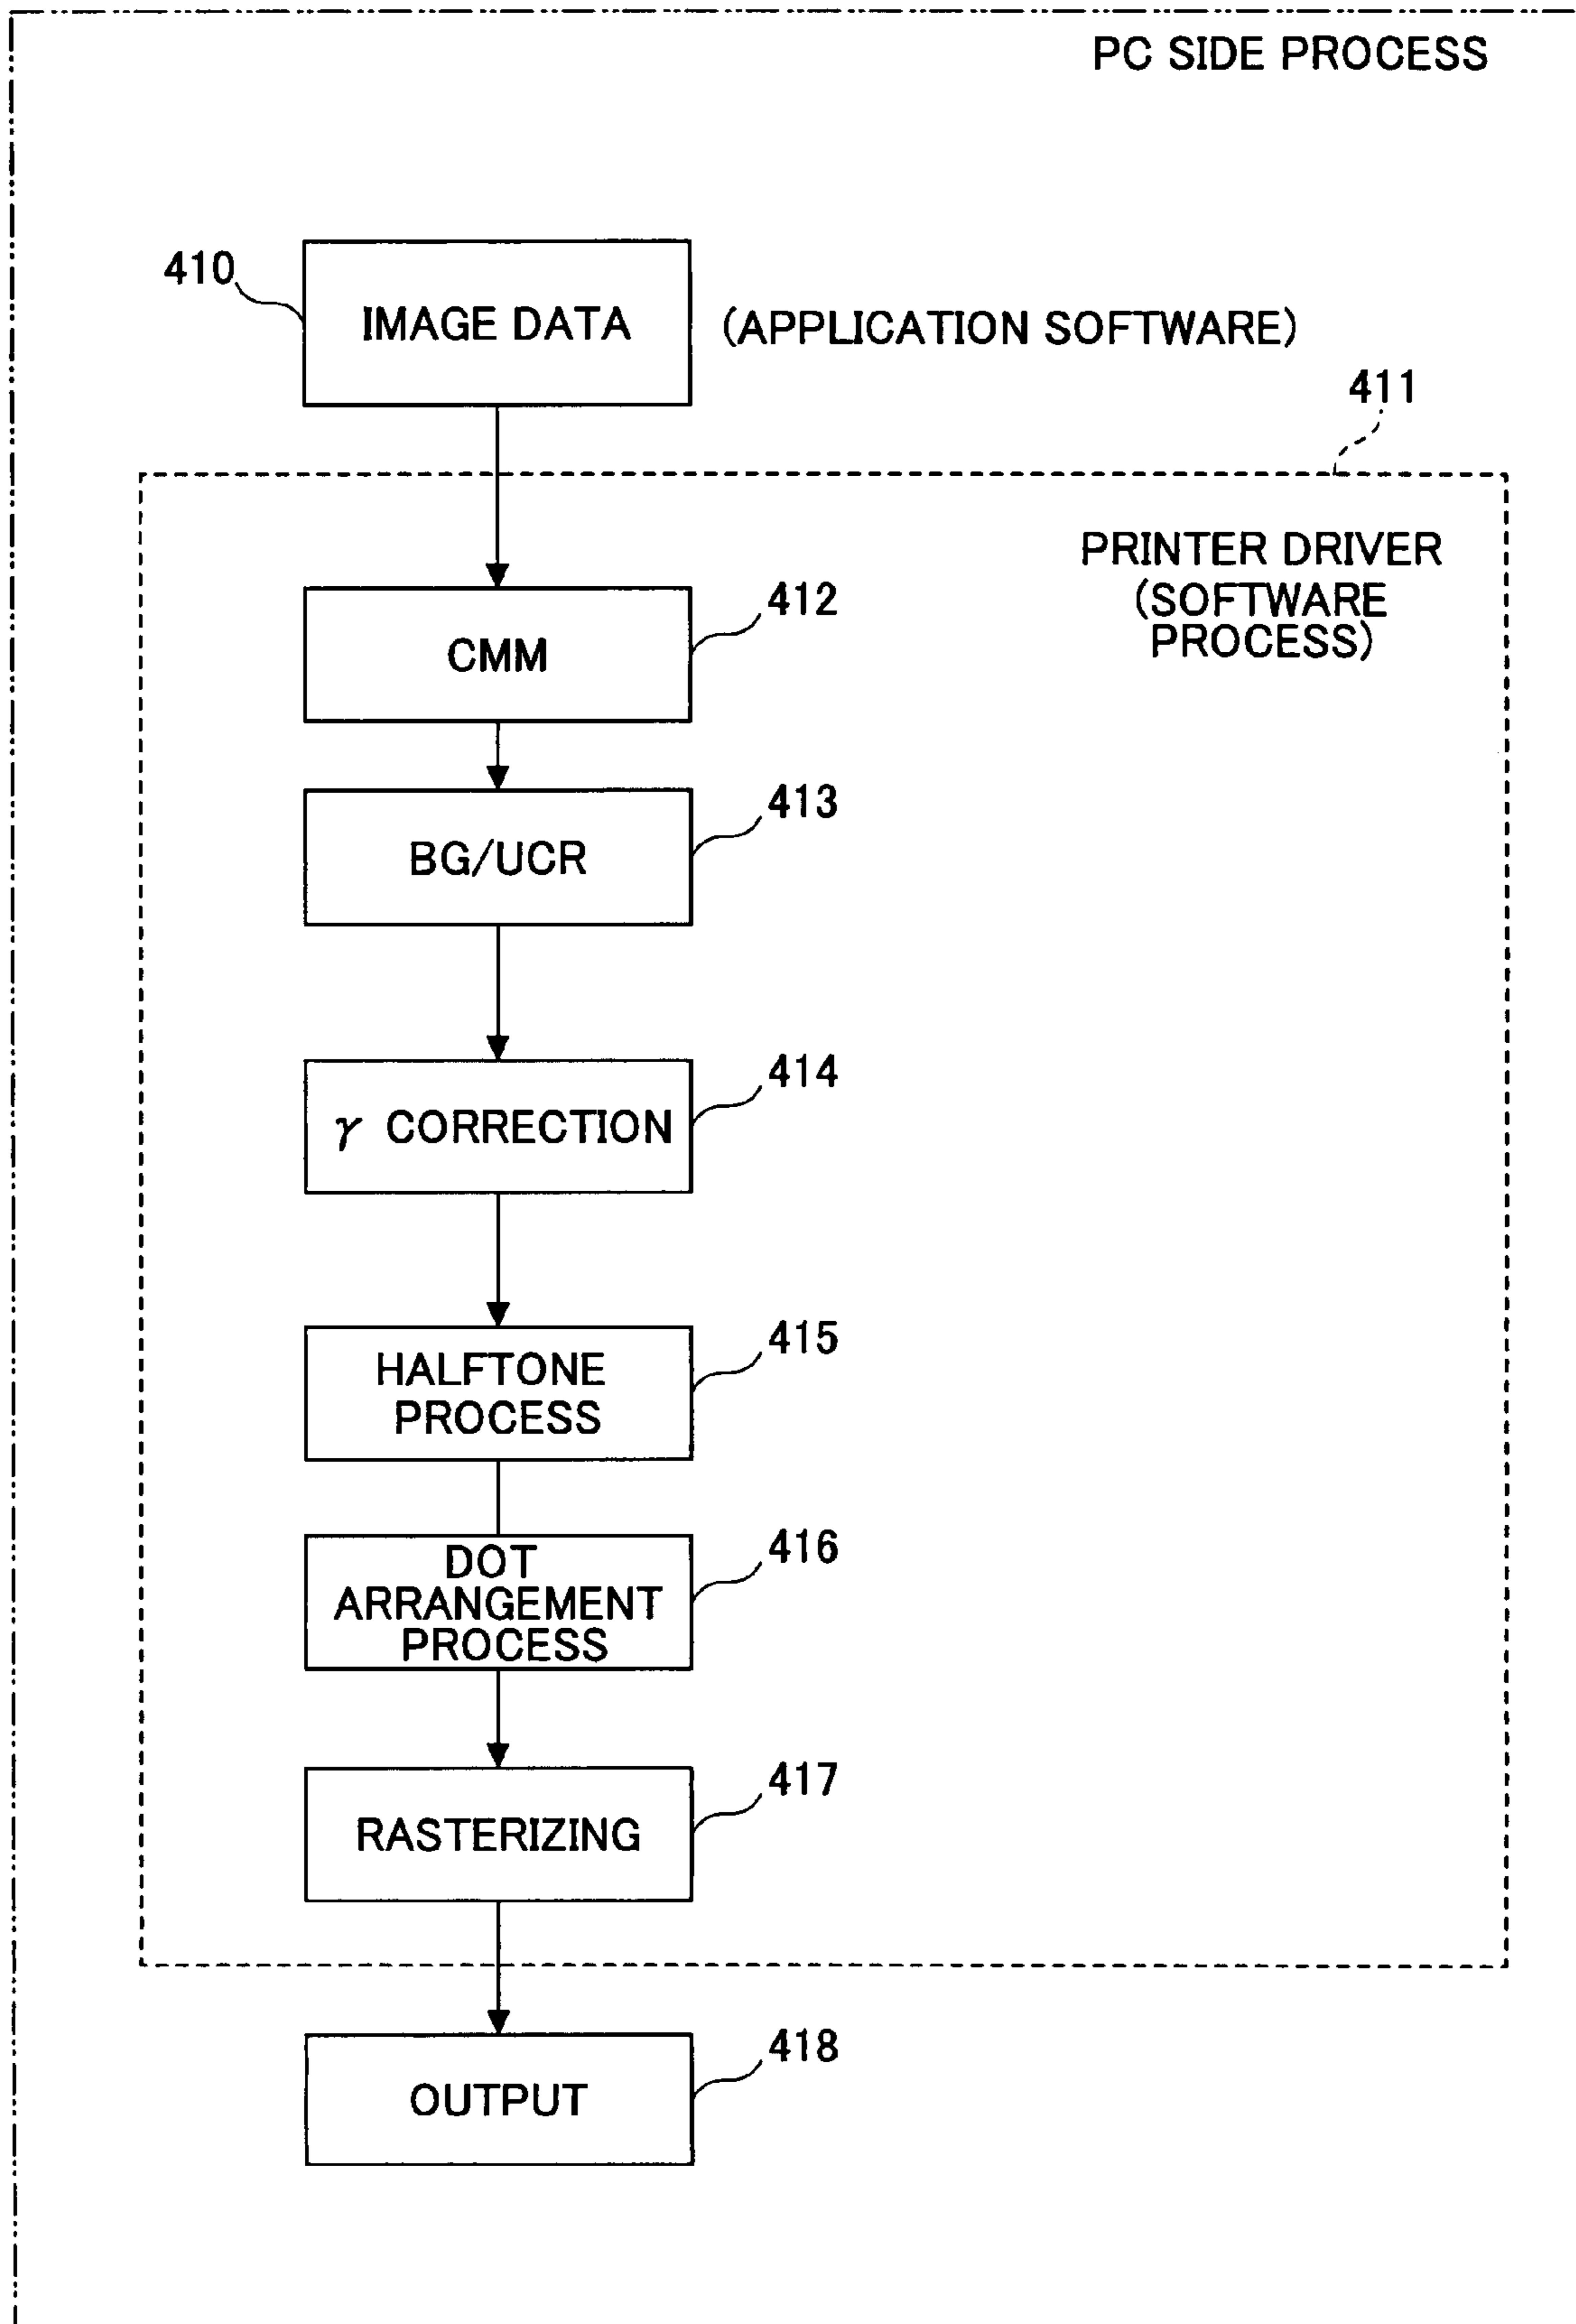 PC SIDE PROCESS
410
IMAGE DATA
(APPLICATION SOFTWARE)
411
PRINTER DRIVER
(SOFTWARE
PROCESS)
412
CMM
413
BG/UCR
414
γ CORRECTION
415
HALFTONE
PROCESS
416
DOT
ARRANGEMENT
PROCESS
417
RASTERIZING
418
OUTPUT